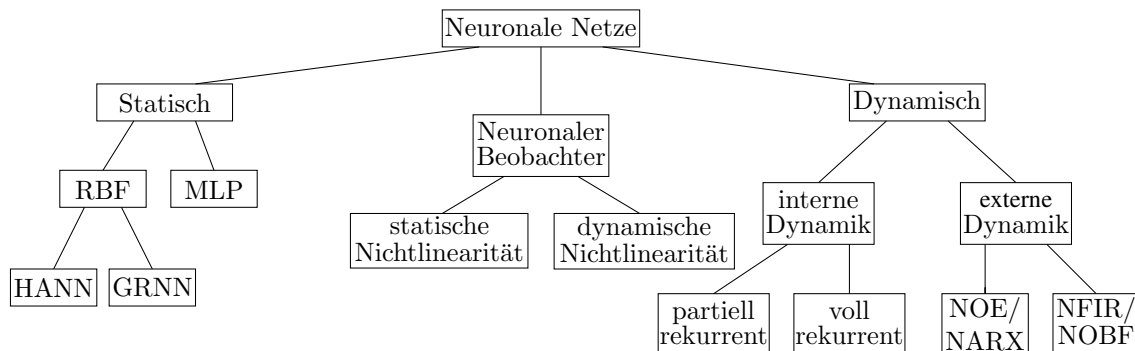 Neuronale Netze
Statisch
Dynamisch
Neuronaler
Beobachter
RBF
MLP
interne
Dynamik
externe
Dynamik
statische
Nichtlinearität
dynamische
Nichtlinearität
HANN
GRNN
partiell
rekurrent
voll
rekurrent
NOE/
NARX
NFIR/
NOBF